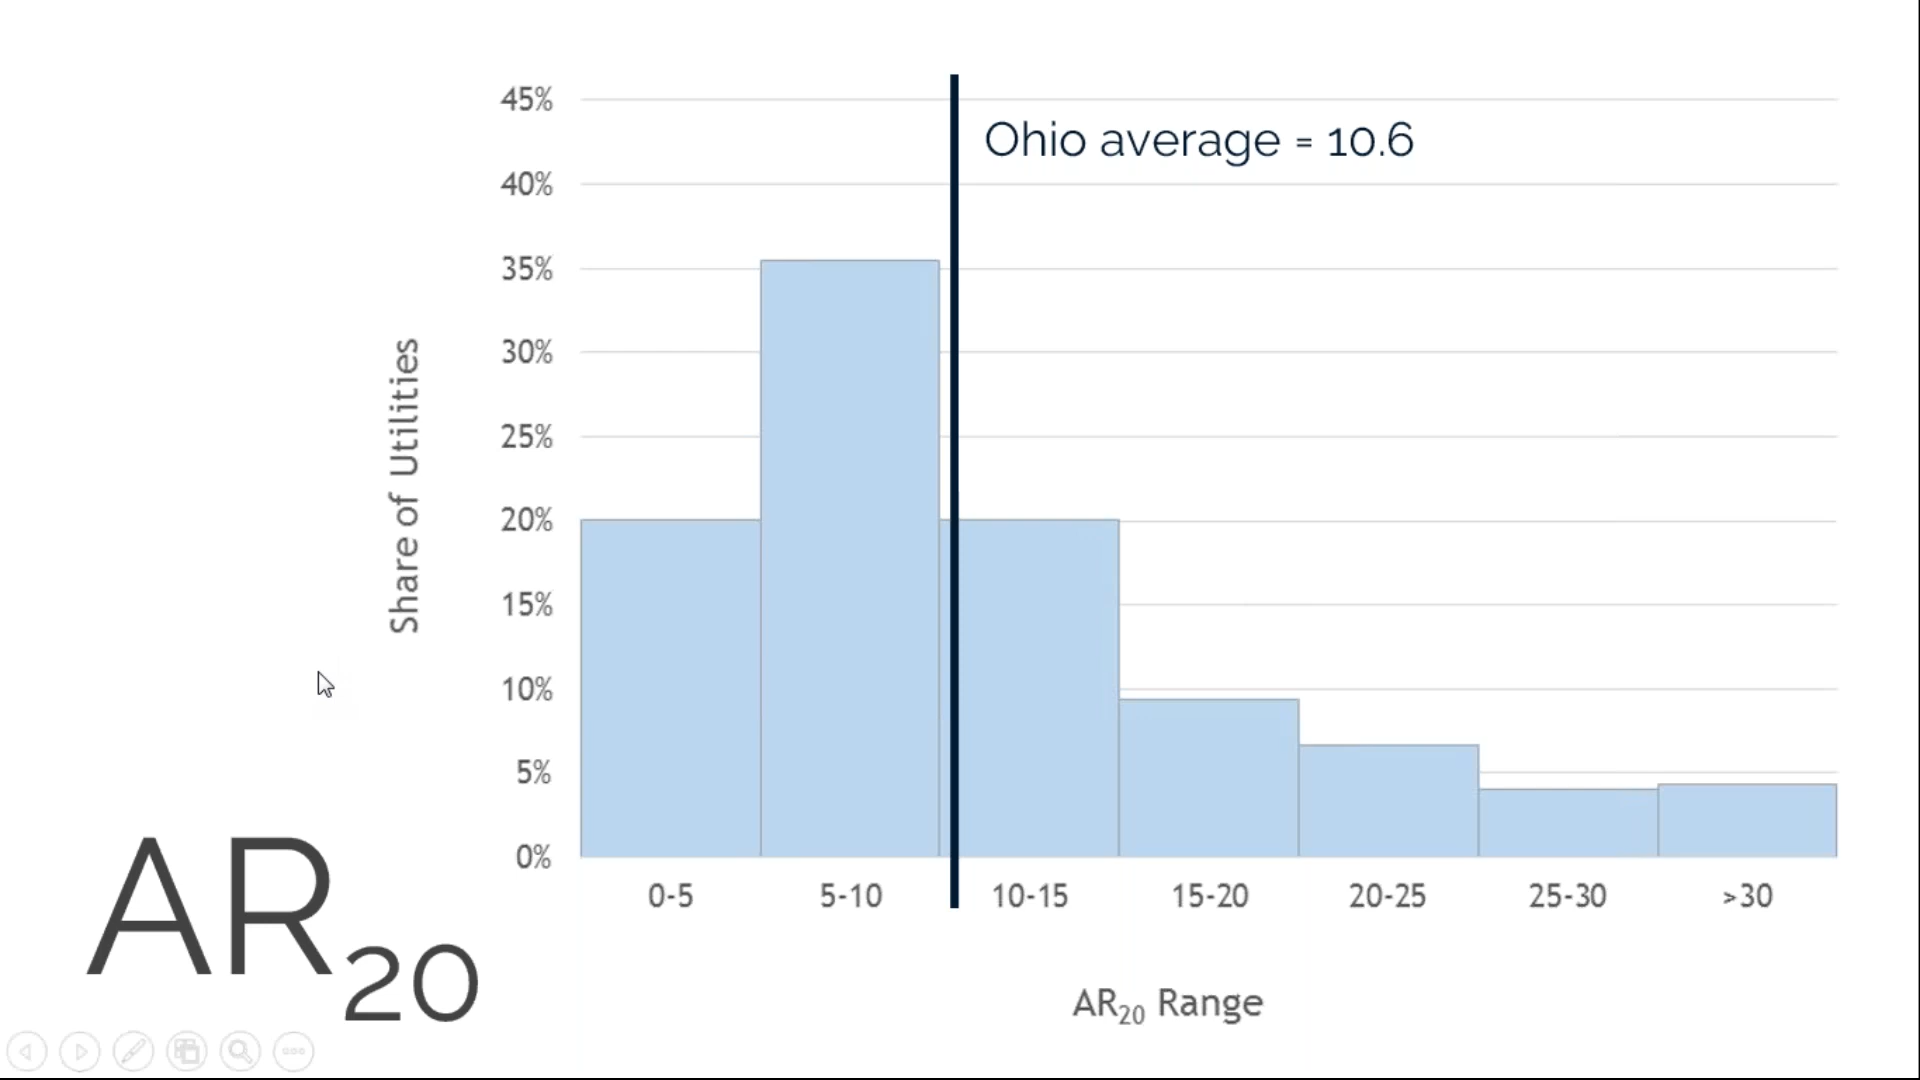 45%
Ohio average = 10.6
40%
35%
30%
25%
20%
15%
10%
5%
0%
Share of Utilities
0-5 5-10 10-15 15-20 20-25 25-30 >30
AR20 Range
AR20